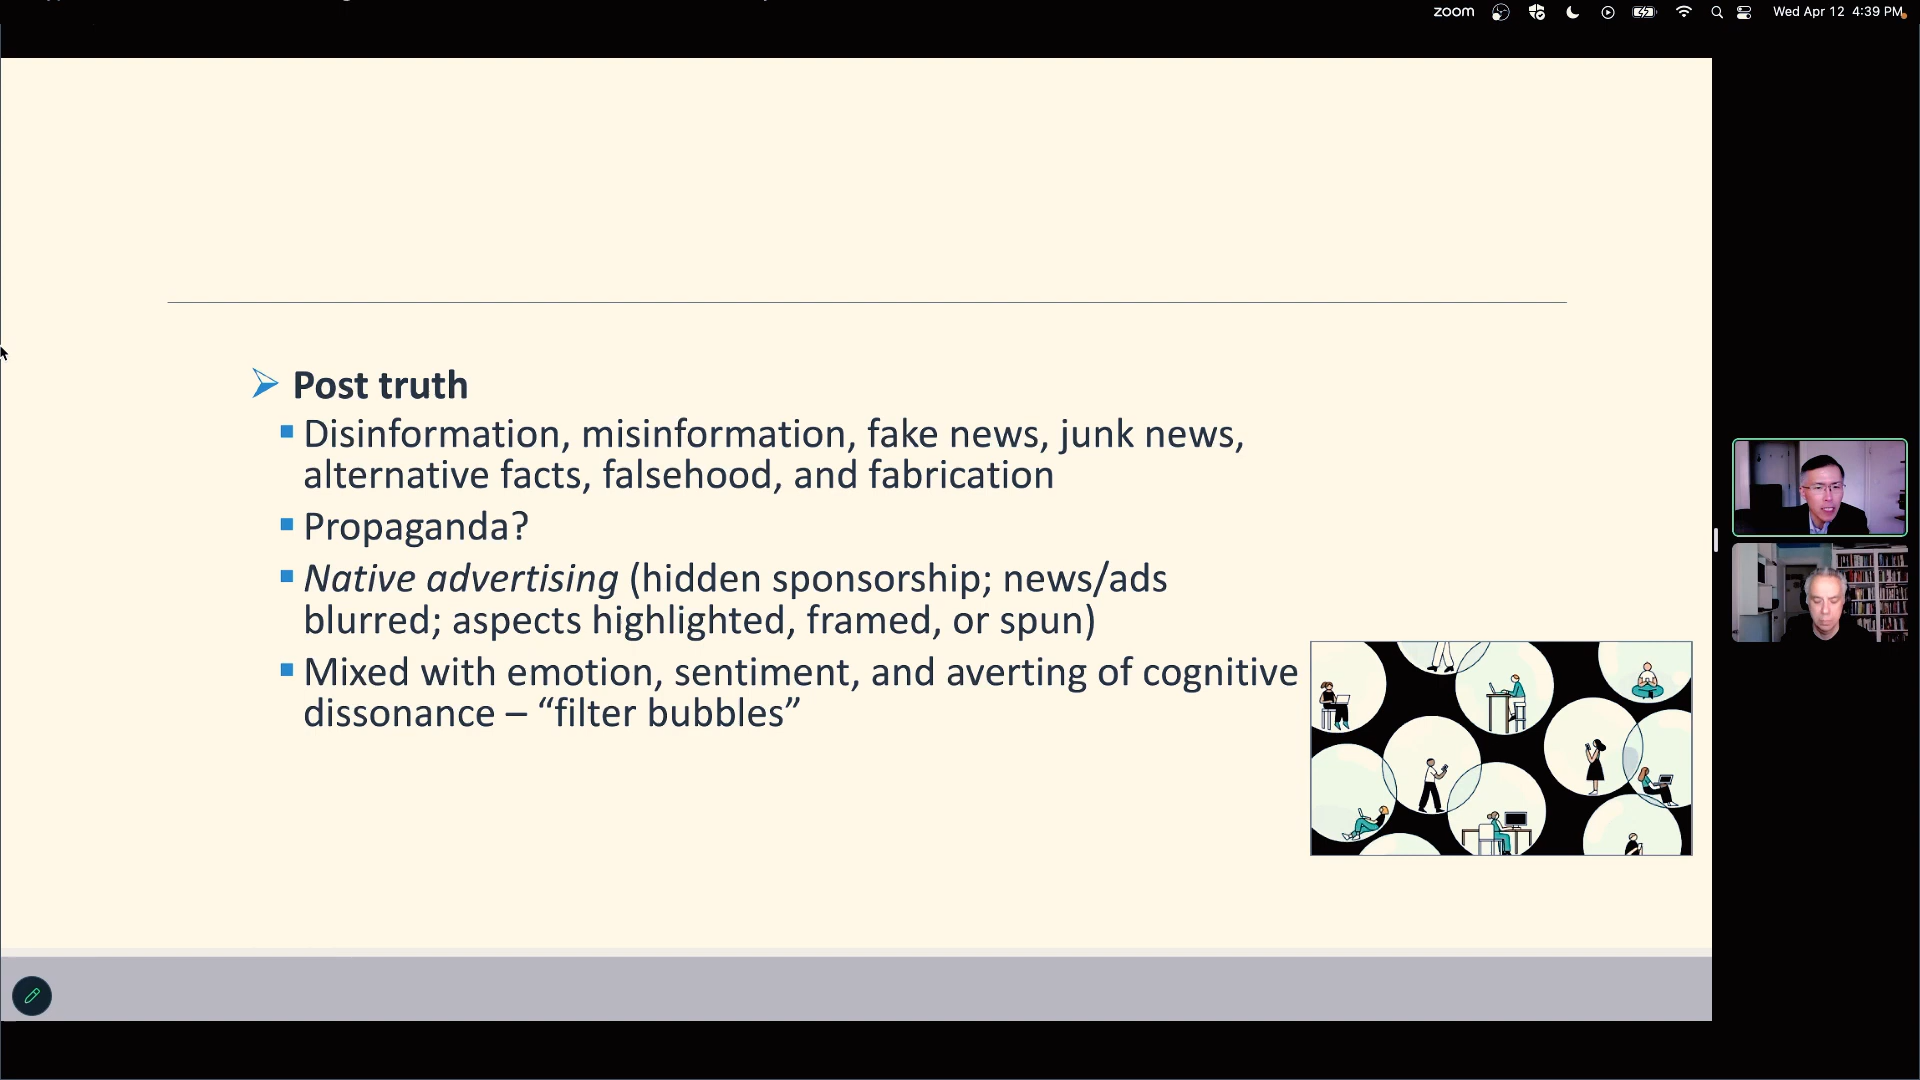 zoom
Wed Apr 12 4:39 PM
Post truth
Disinformation, misinformation, fake news, junk news,
alternative facts, falsehood, and fabrication
Propaganda?
Native advertising (hidden sponsorship; news/ads
blurred; aspects highlighted, framed, or spun)
Mixed with emotion, sentiment, and averting of cognitive
dissonance – “filter bubbles”